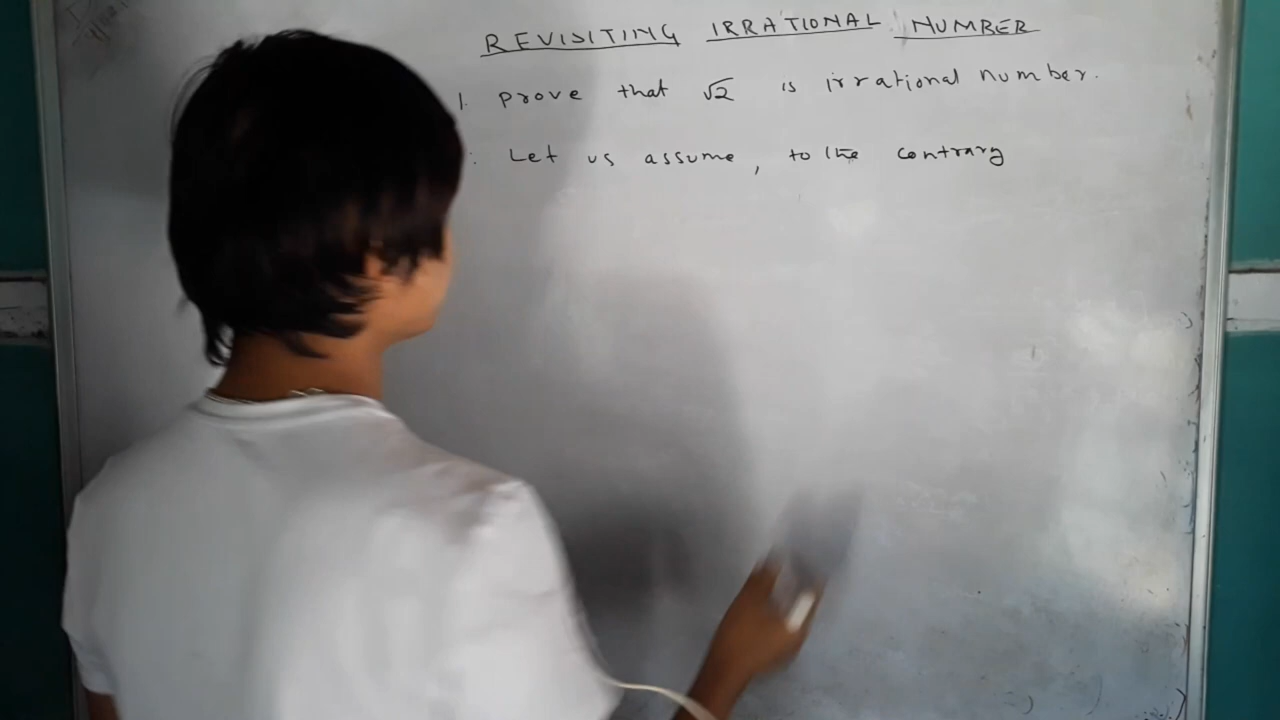 REVISITING IRRATIONAL NUMBER
1. Prove that √2 is irrational number.
: Let us assume, to the contrary